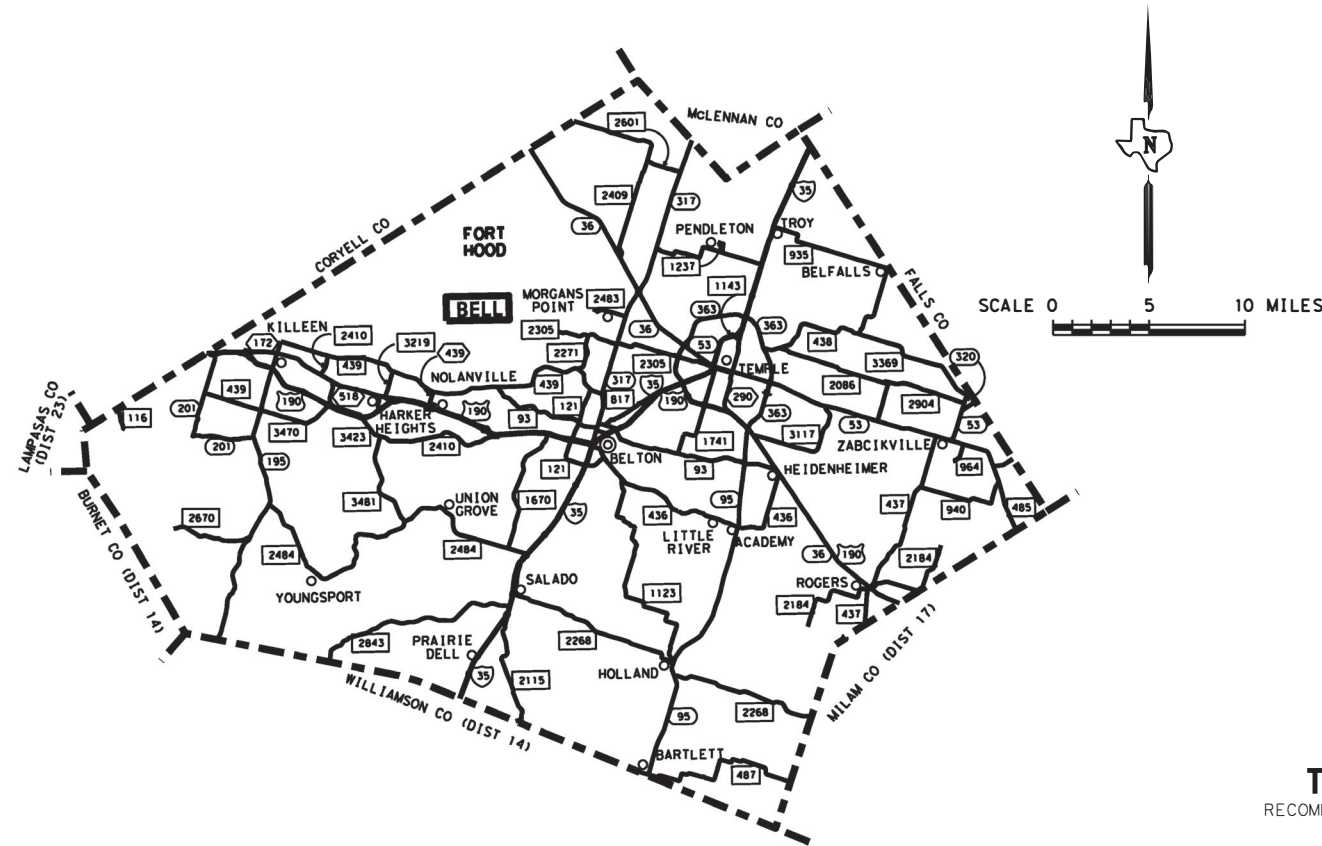 McLENNAN CO
2601
35
2409
317
36
FORT
HOOD
PENDLETON
TROY
N
CORYELL CO
1237
935
BELFALLS
FALLS CO
1143
SCALE 0 5 10 MILES
BELL
MORGANS
POINT
2483
363
363
KILLEEN
2410
3219
2305
36
438
172
439
2271
53
3369
320
439
NOLANVILLE
2305
TEMPLE
2086
LAMPASAS CO
(DIST 23)
439
439
317
35
116
190
518
817
190
290
2904
201
HARKER
HEIGHTS
190
93
121
363
53
53
3470
3423
1741
3117
ZABCIKVILLE
201
2410
BELTON
93
HEIDENHEIMER
964
195
121
3481
UNION
GROVE
1670
95
437
940
485
2670
35
436
LITTLE
RIVER
436
ACADEMY
BURNET CO (DIST 14)
2484
2484
36
190
2184
YOUNGSPORT
SALADO
1123
ROGERS
2184
437
2843
PRAIRIE
DELL
2268
35
2115
HOLLAND
MILAM CO (DIST 17)
WILLIAMSON CO (DIST 14)
95
2268
BARTLETT
487
T
RECOM